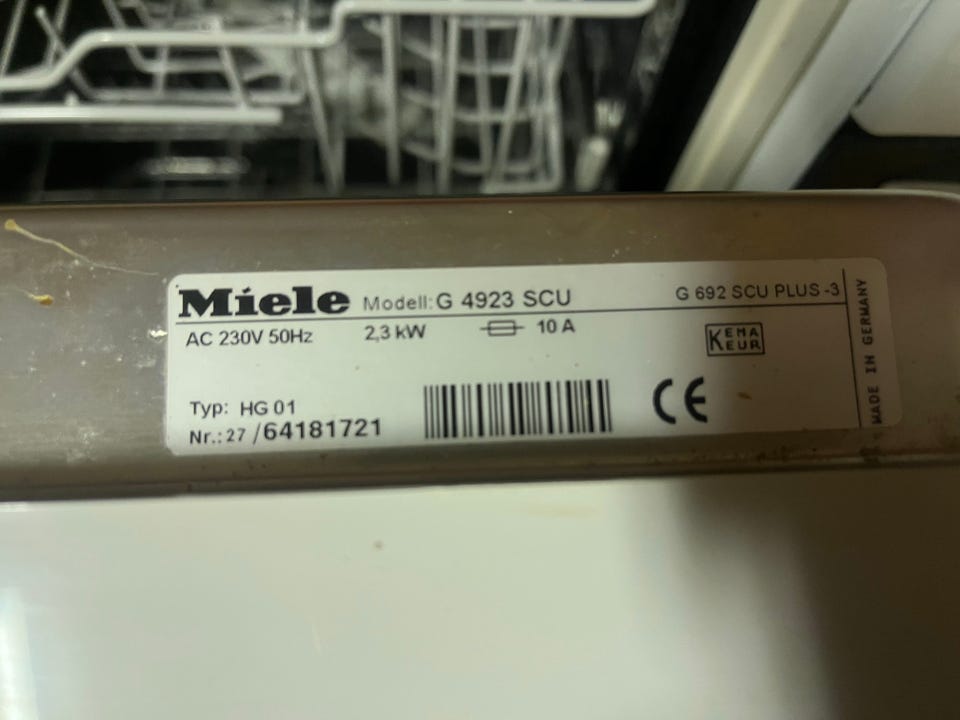 Miele Modell: G 4923 SCU G 692 SCU PLUS -3
AC 230V 50Hz 2,3 kW 10 A
KEMA EUR
Typ: HG 01
Nr.: 27 /64181721
CE
MADE IN GERMANY